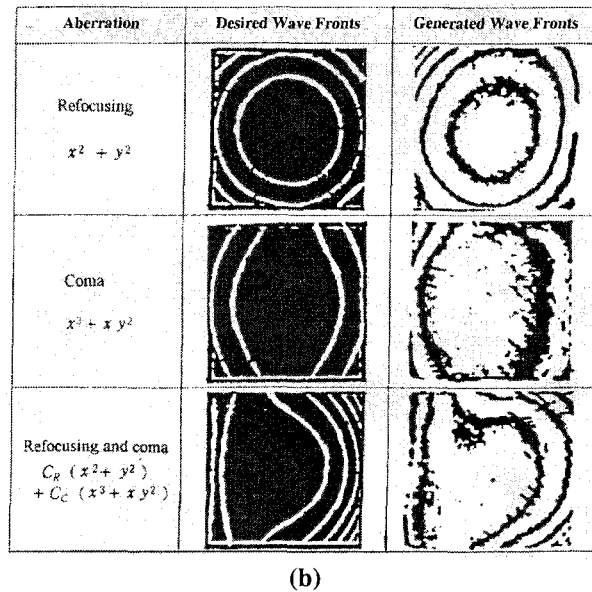 Aberration Desired Wave Fronts Generated Wave Fronts
Refocusing
x² + y²
Coma
x³ + x y²
Refocusing and coma
C_R (x² + y²)
+ C_C (x³ + x y²)
(b)